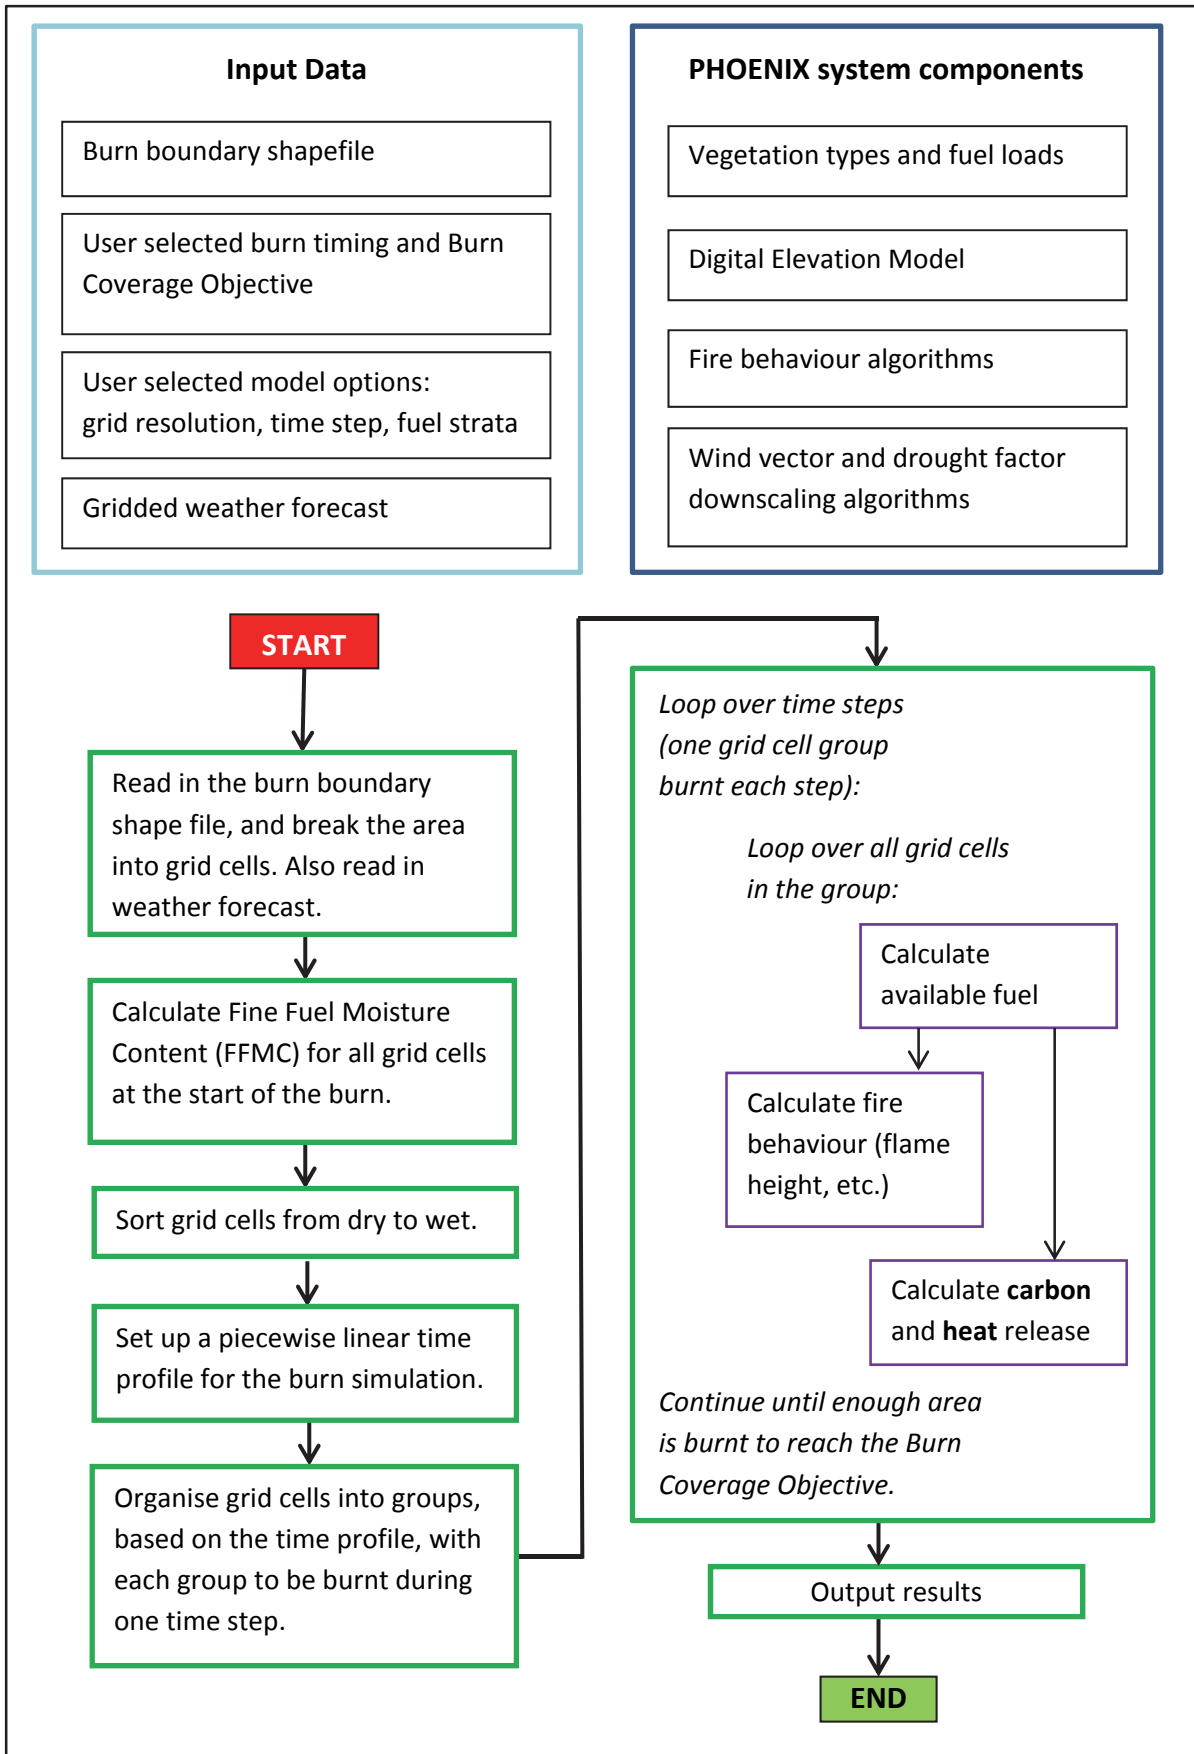 Input Data
Burn boundary shapefile
User selected burn timing and Burn
Coverage Objective
User selected model options:
grid resolution, time step, fuel strata
Gridded weather forecast
PHOENIX system components
Vegetation types and fuel loads
Digital Elevation Model
Fire behaviour algorithms
Wind vector and drought factor
downscaling algorithms
START
Read in the burn boundary
shape file, and break the area
into grid cells. Also read in
weather forecast.
Calculate Fine Fuel Moisture
Content (FFMC) for all grid cells
at the start of the burn.
Sort grid cells from dry to wet.
Set up a piecewise linear time
profile for the burn simulation.
Organise grid cells into groups,
based on the time profile, with
each group to be burnt during
one time step.
Loop over time steps
(one grid cell group
burnt each step):
Loop over all grid cells
in the group:
Calculate
available fuel
Calculate fire
behaviour (flame
height, etc.)
Calculate carbon
and heat release
Continue until enough area
is burnt to reach the Burn
Coverage Objective.
Output results
END